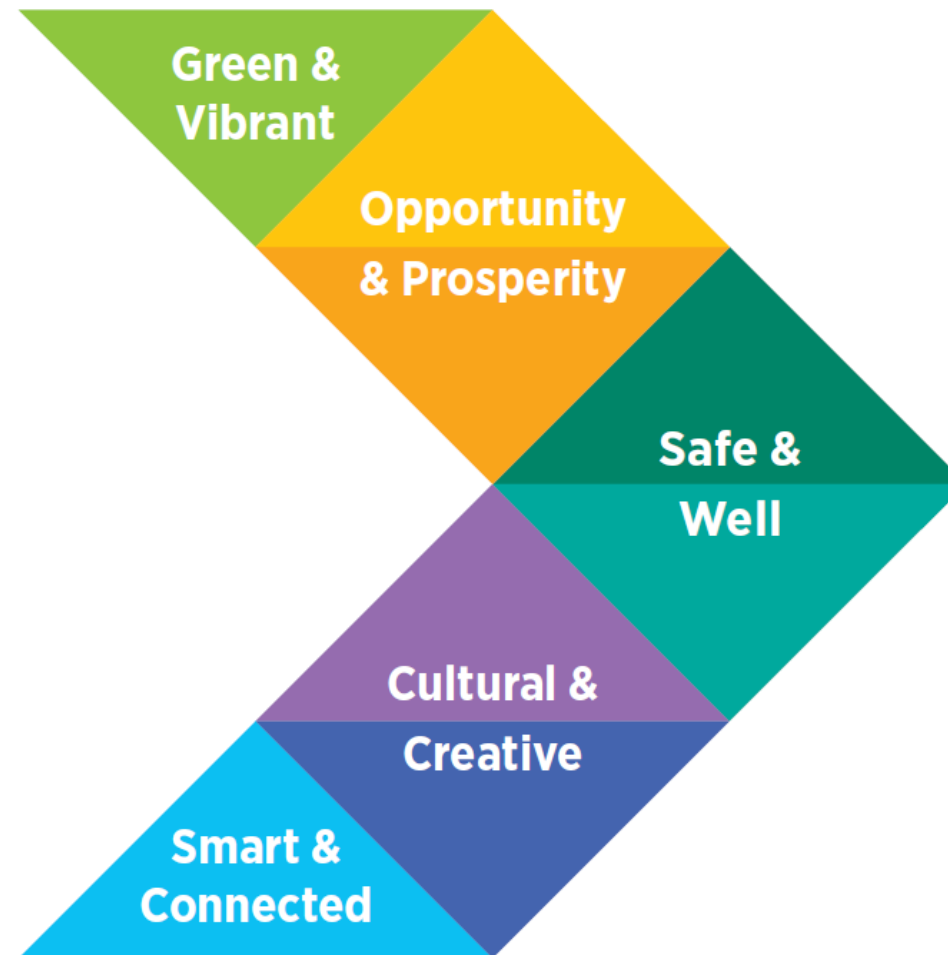 Green &
Vibrant
Opportunity
& Prosperity
Safe &
Well
Cultural &
Creative
Smart &
Connected